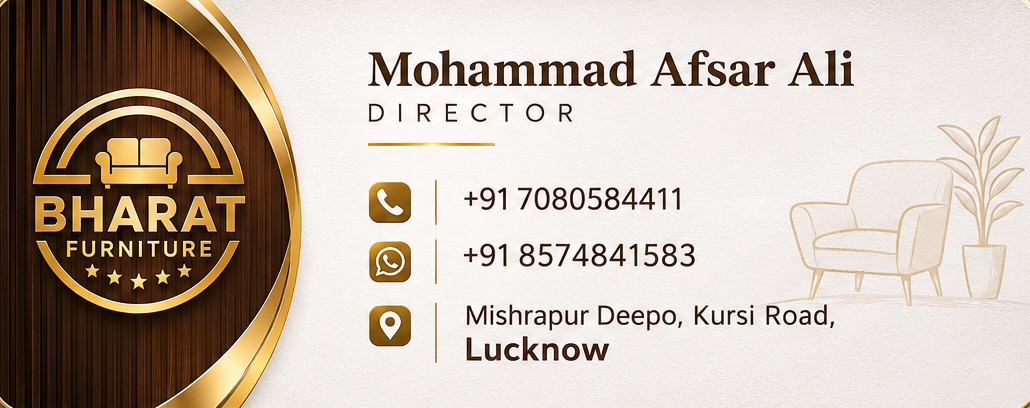 BHARAT
FURNITURE
Mohammad Afsar Ali
DIRECTOR
+91 7080584411
+91 8574841583
Mishrapur Deepo, Kursi Road,
Lucknow